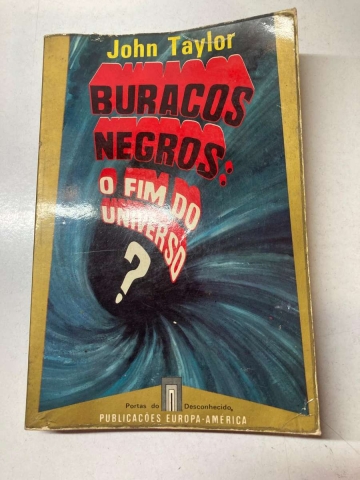 John Taylor
BURACOS
NEGROS:
O FIM DO
UNIVERSO
?
Portas do Desconhecido
PUBLICAÇÕES EUROPA-AMÉRICA